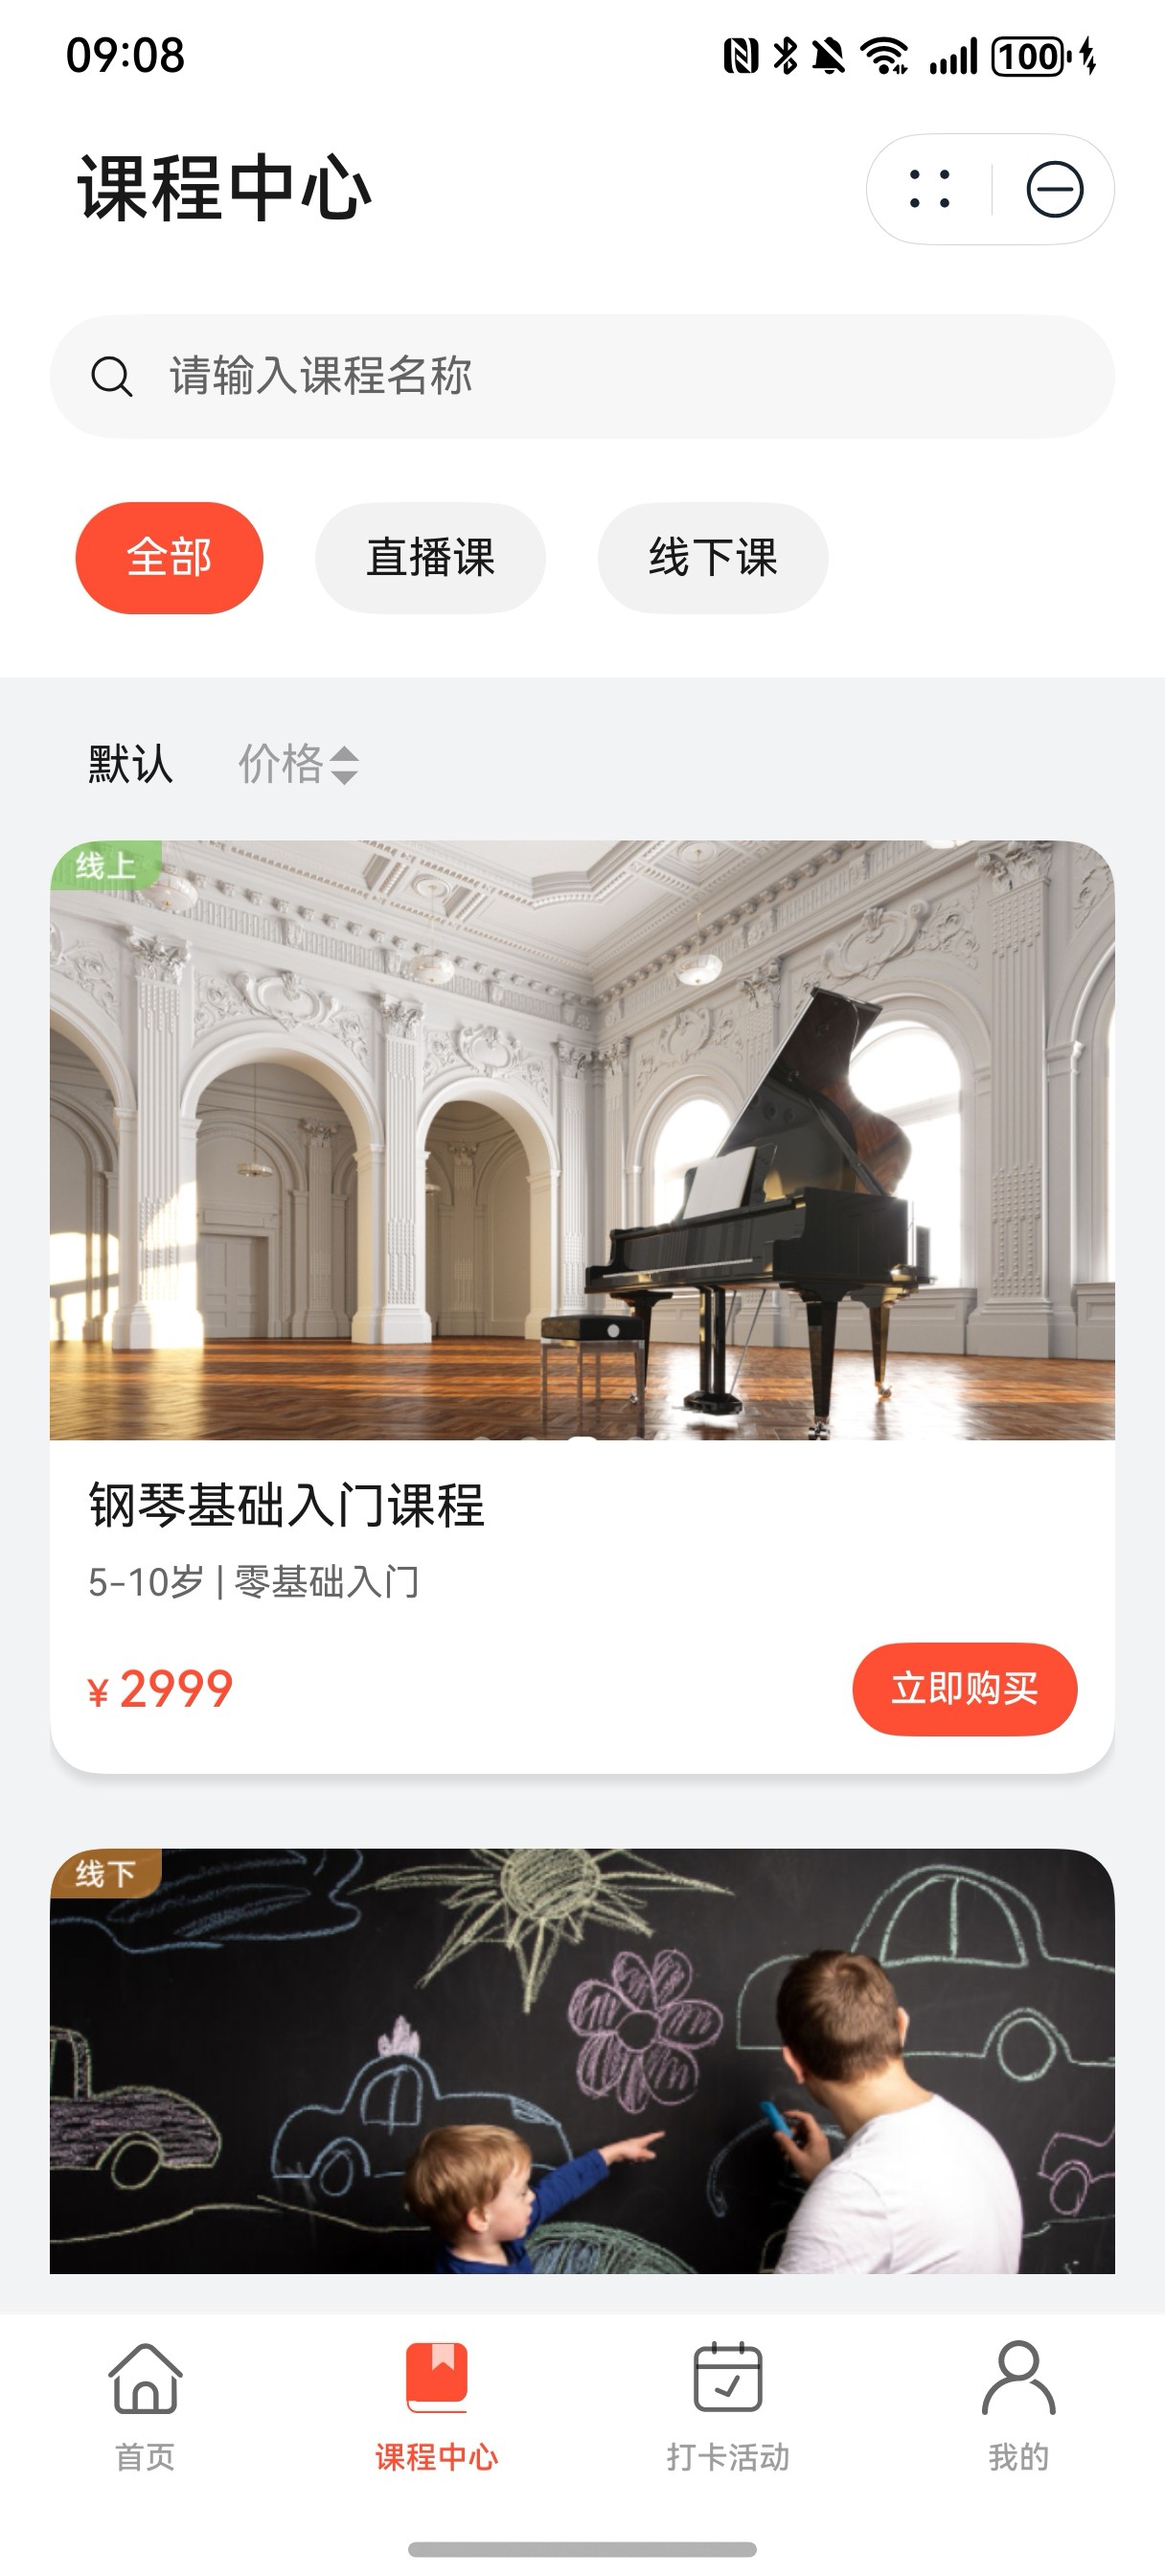 09:08
100
课程中心
请输入课程名称
全部 直播课 线下课
默认 价格
线上
钢琴基础入门课程
5-10岁 | 零基础入门
¥ 2999
立即购买
线下
首页 课程中心 打卡活动 我的